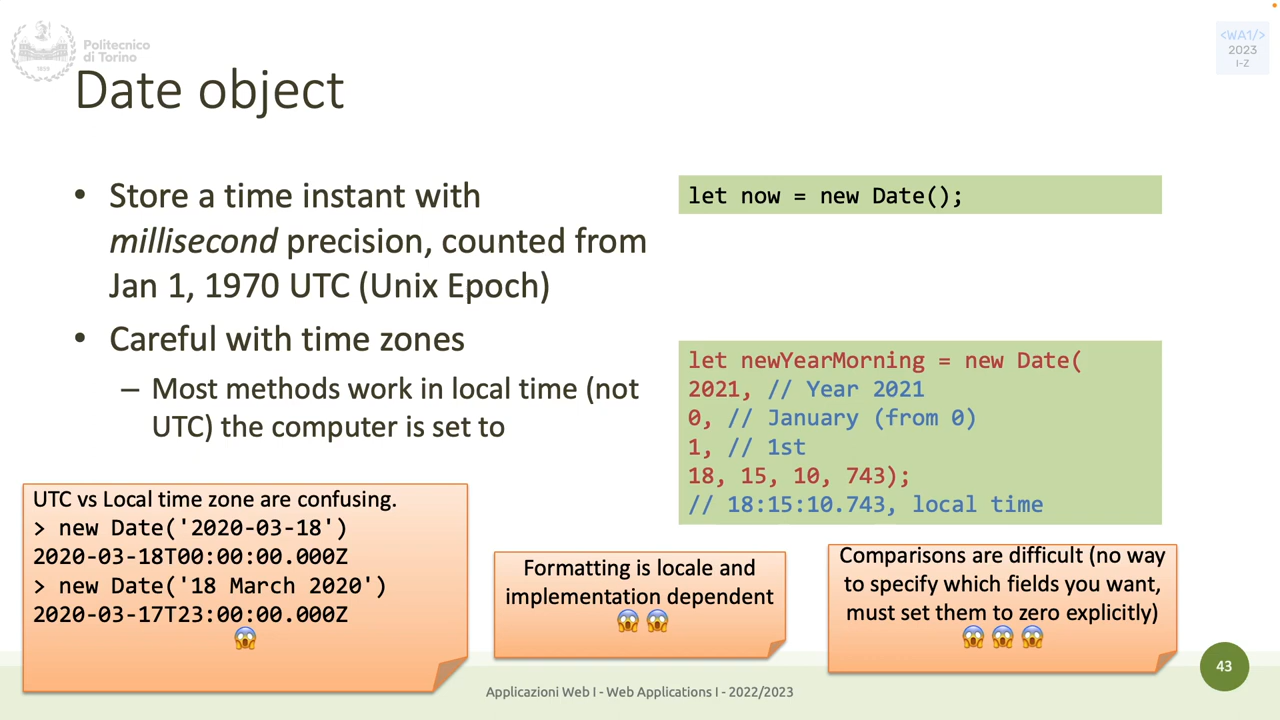 Politecnico
di Torino
1859
<WA1/>
2023
I-Z
Date object
• Store a time instant with
millisecond precision, counted from
Jan 1, 1970 UTC (Unix Epoch)
• Careful with time zones
– Most methods work in local time (not
UTC) the computer is set to
let now = new Date();
let newYearMorning = new Date(
2021, // Year 2021
0, // January (from 0)
1, // 1st
18, 15, 10, 743);
// 18:15:10.743, local time
UTC vs Local time zone are confusing.
> new Date('2020-03-18')
2020-03-18T00:00:00.000Z
> new Date('18 March 2020')
2020-03-17T23:00:00.000Z
😱
Formatting is locale and
implementation dependent
😱 😱
Comparisons are difficult (no way
to specify which fields you want,
must set them to zero explicitly)
😱 😱 😱
Applicazioni Web I - Web Applications I - 2022/2023
43